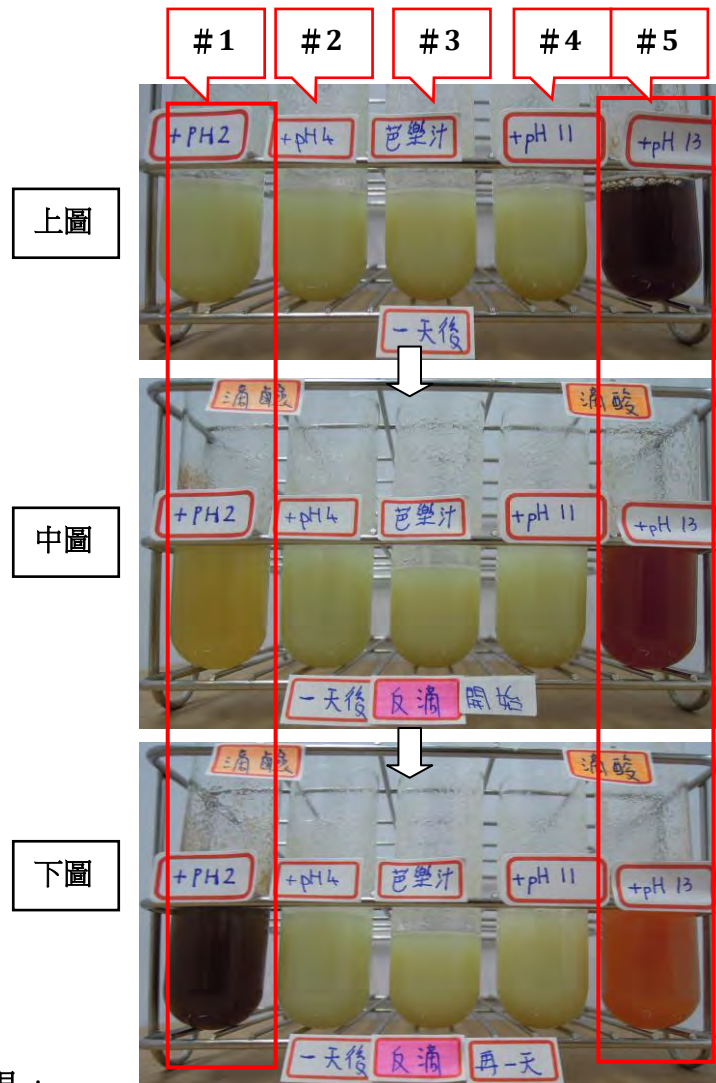 #1 #2 #3 #4 #5
+PH2 +pH4 芭樂汁 +pH 11 +pH 13
上圖
一天後
滴鹼 滴酸
+PH2 +pH4 芭樂汁 +pH 11 +pH 13
中圖
一天後 反滴 開始
滴鹼 滴酸
+PH2 +pH4 芭樂汁 +pH 11 +pH 13
下圖
一天後 反滴 再一天